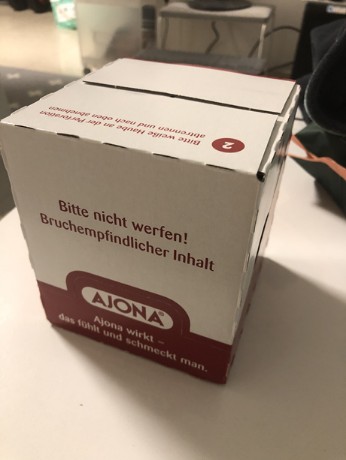 2
Bitte weiße Haube an der Perforation
abtrennen und nach oben abnehmen
Bitte nicht werfen!
Bruchempfindlicher Inhalt
AJONA®
Ajona wirkt –
das fühlt und schmeckt man.